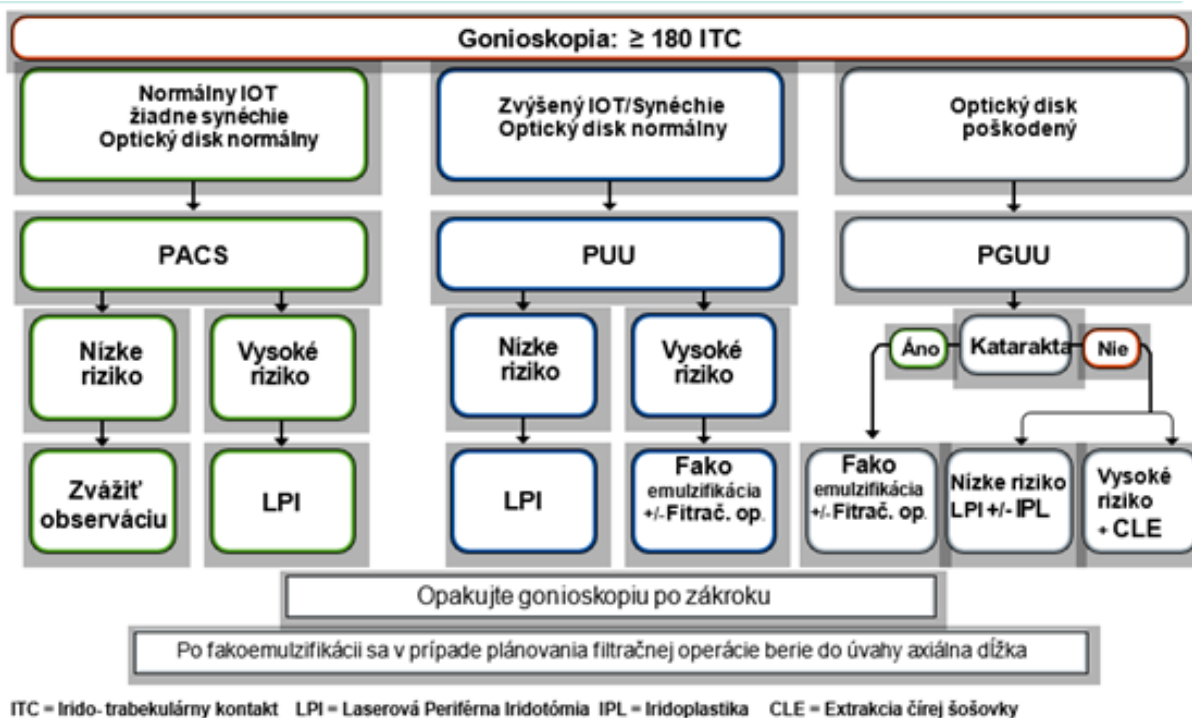 Gonioskopia: ≥ 180 ITC
Normálny IOT
žiadne synéchie
Optický disk normálny
Zvýšený IOT/Synéchie
Optický disk normálny
Optický disk
poškodený
PACS
PUU
PGUU
Nízke
riziko
Vysoké
riziko
Nízke
riziko
Vysoké
riziko
Áno
Katarakta
Nie
Zvážiť
observáciu
LPI
LPI
Fako
emulzifikácia
+/- Fitrač. op.
Fako
emulzifikácia
+/- Fitrač. op.
Nízke riziko
LPI +/- IPL
Vysoké
riziko
+ CLE
Opakujte gonioskopiu po zákroku
Po fakoemulzifikácii sa v prípade plánovania filtračnej operácie berie do úvahy axiálna dĺžka
ITC = Irido- trabekulárny kontakt LPI = Laserová Periférna Iridotómia IPL = Iridoplastika CLE = Extrakcia čírej šošovky